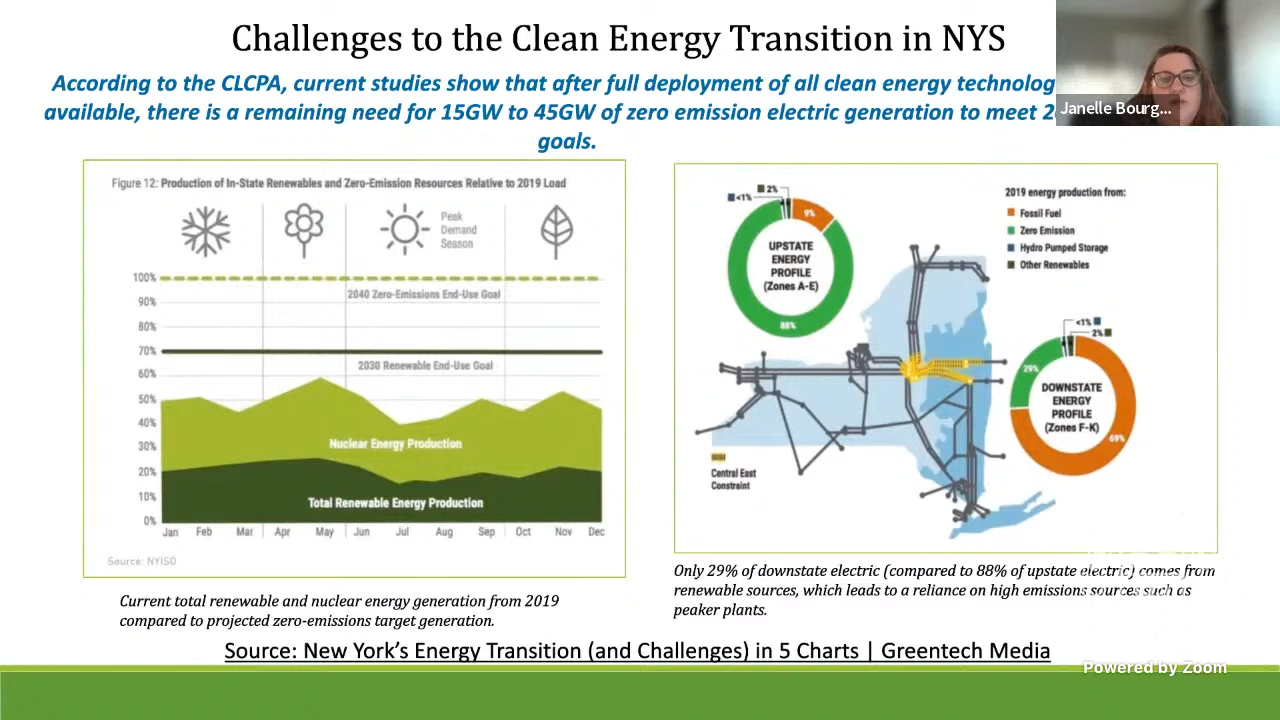 Challenges to the Clean Energy Transition in NYS
According to the CLCPA, current studies show that after full deployment of all clean energy
available, there is a remaining need for 15GW to 45GW of zero emission electric generation to meet
goals.
Janelle Bourg...
Figure 12: Production of In-State Renewables and Zero-Emission Resources Relative to 2019 Load
Peak
Demand
Season
100%
2040 Zero-Emissions End-Use Goal
90%
80%
70%
2030 Renewable End-Use Goal
60%
50%
40%
Nuclear Energy Production
30%
20%
10%
Total Renewable Energy Production
0%
Jan Feb Mar Apr May Jun Jul Aug Sep Oct Nov Dec
Source: NYISO
Current total renewable and nuclear energy generation from 2019
compared to projected zero-emissions target generation.
<1%
2%
9%
UPSTATE
ENERGY
PROFILE
(Zones A-E)
88%
2019 energy production from:
Fossil Fuel
Zero Emission
Hydro Pumped Storage
Other Renewables
<1%
2%
29%
DOWNSTATE
ENERGY
PROFILE
(Zones F-K)
69%
Central East
Constraint
Only 29% of downstate electric (compared to 88% of upstate electric) comes from
renewable sources, which leads to a reliance on high emissions sources such as
peaker plants.
Source: New York's Energy Transition (and Challenges) in 5 Charts | Greentech Media
Powered by Zoom